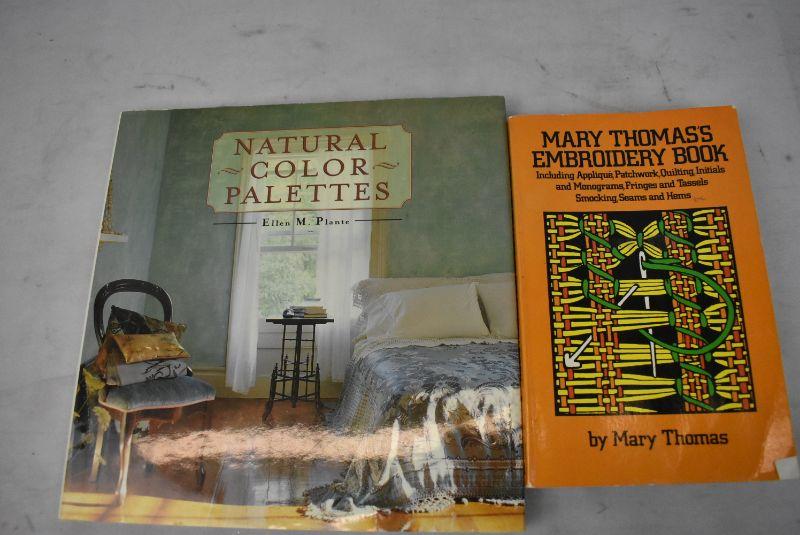 NATURAL
COLOR
PALETTES
Ellen M. Plante
MARY THOMAS'S
EMBROIDERY BOOK
Including Appliqué, Patchwork, Quilting, Initials
and Monograms, Fringes and Tassels
Smocking, Seams and Hems
by Mary Thomas